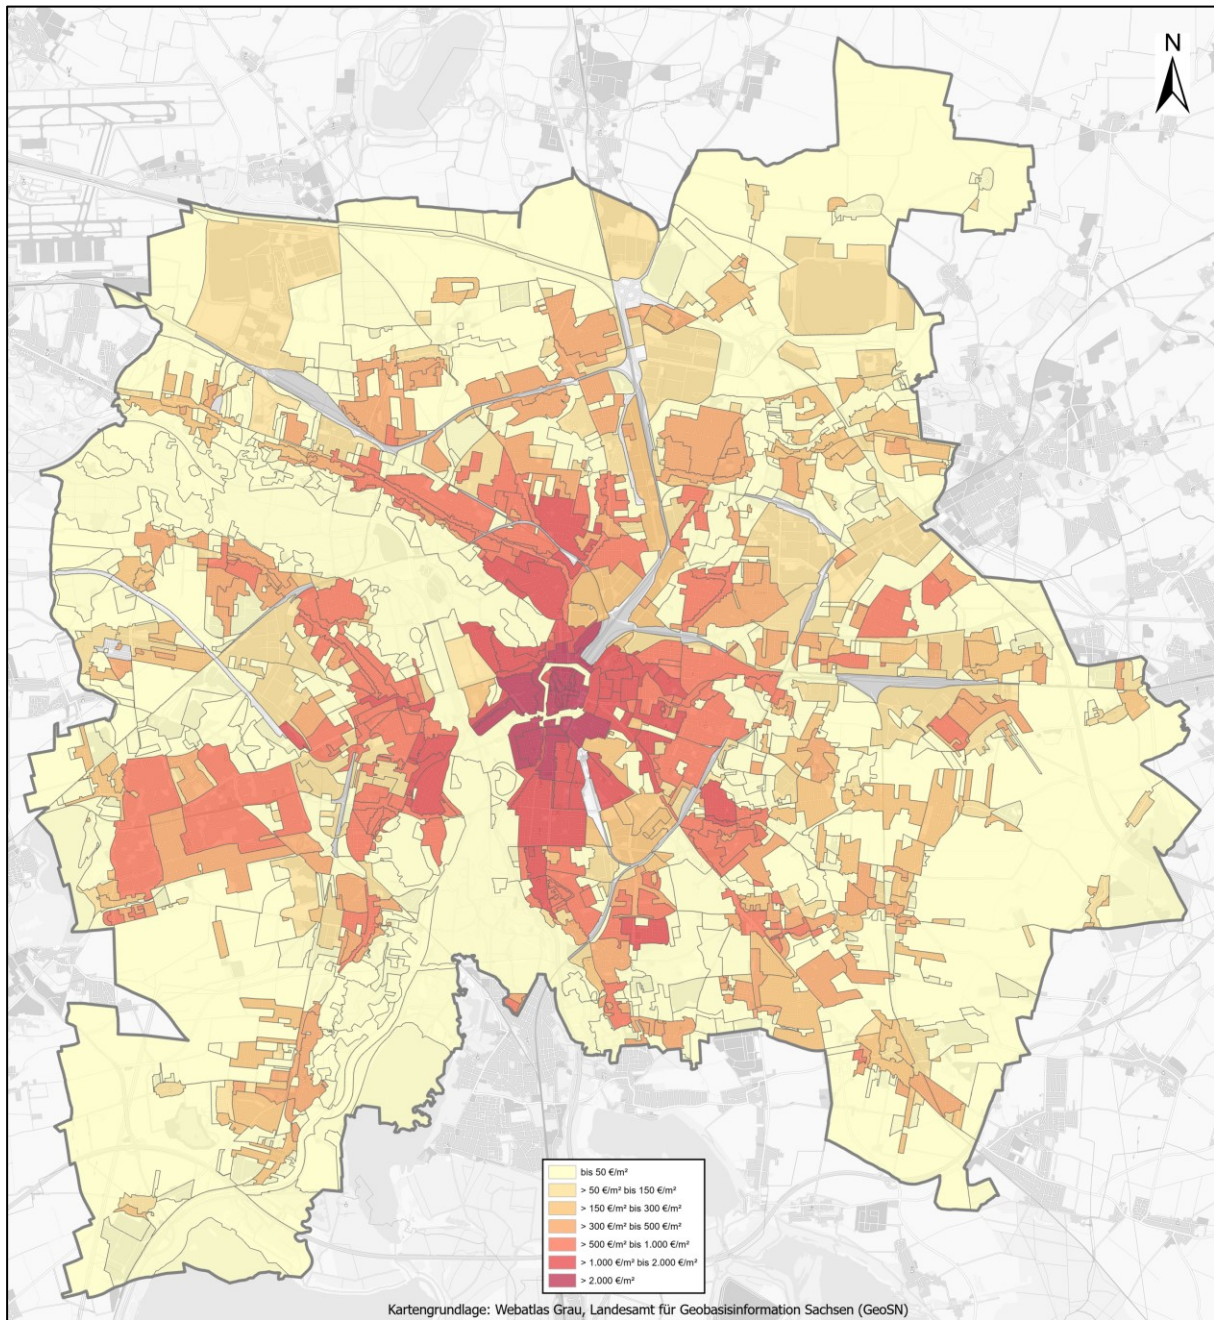 N
bis 50 €/m²
> 50 €/m² bis 150 €/m²
> 150 €/m² bis 300 €/m²
> 300 €/m² bis 500 €/m²
> 500 €/m² bis 1.000 €/m²
> 1.000 €/m² bis 2.000 €/m²
> 2.000 €/m²
Kartengrundlage: Webatlas Grau, Landesamt für Geobasisinformation Sachsen (GeoSN)